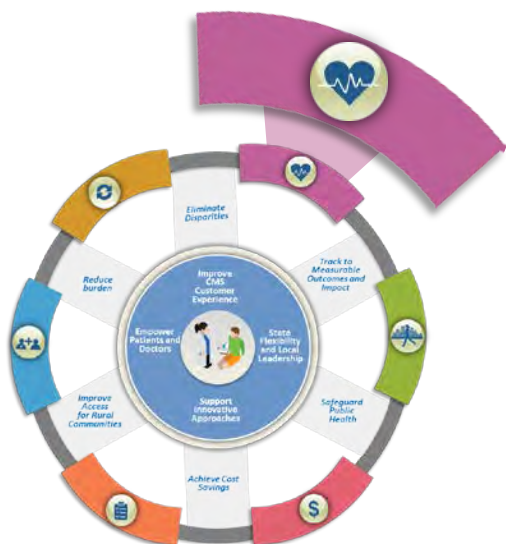 Eliminate
Disparities
Track to
Measurable
Outcomes and
Impact
Safeguard
Public
Health
Achieve Cost
Savings
Improve
Access
for Rural
Communities
Reduce
burden
Improve
CMS
Customer
Experience
State
Flexibility
and Local
Leadership
Support
Innovative
Approaches
Empower
Patients and
Doctors
$